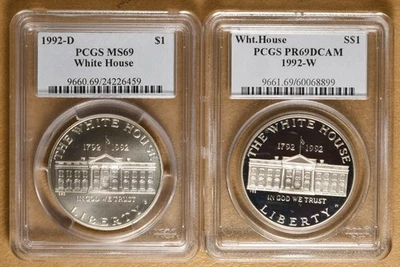 1992-D $1
PCGS MS69
White House
9660.69/24226459
THE WHITE HOUSE
1792 1992
IN GOD WE TRUST
LIBERTY
Wht.House S$1
PCGS PR69DCAM
1992-W
9661.69/60068899
THE WHITE HOUSE
1792 1992
IN GOD WE TRUST
LIBERTY